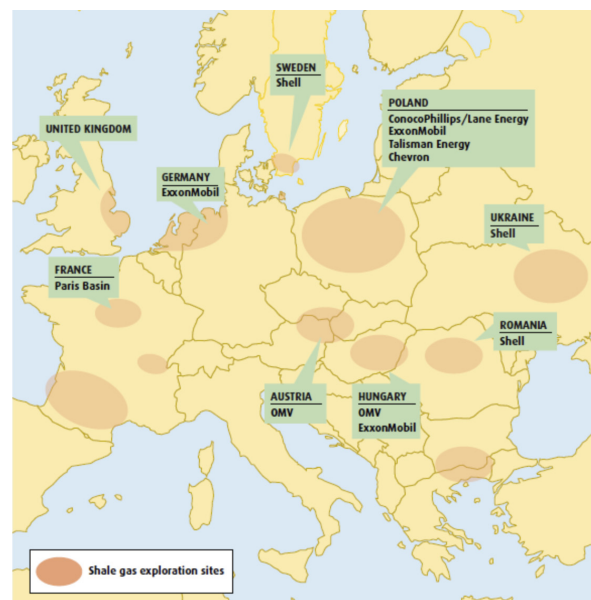 SWEDEN
Shell
POLAND
ConocoPhillips/Lane Energy
ExxonMobil
Talisman Energy
Chevron
UNITED KINGDOM
GERMANY
ExxonMobil
UKRAINE
Shell
FRANCE
Paris Basin
ROMANIA
Shell
AUSTRIA
OMV
HUNGARY
OMV
ExxonMobil
Shale gas exploration sites